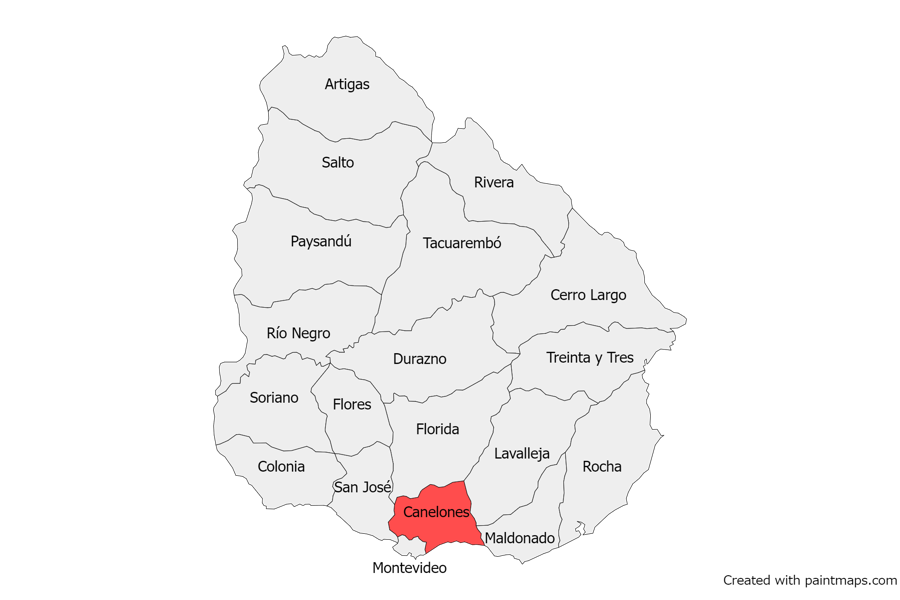 Artigas
Salto
Rivera
Paysandú
Tacuarembó
Cerro Largo
Río Negro
Durazno
Treinta y Tres
Soriano
Flores
Florida
Lavalleja
Colonia
Rocha
San José
Canelones
Maldonado
Montevideo
Created with paintmaps.com